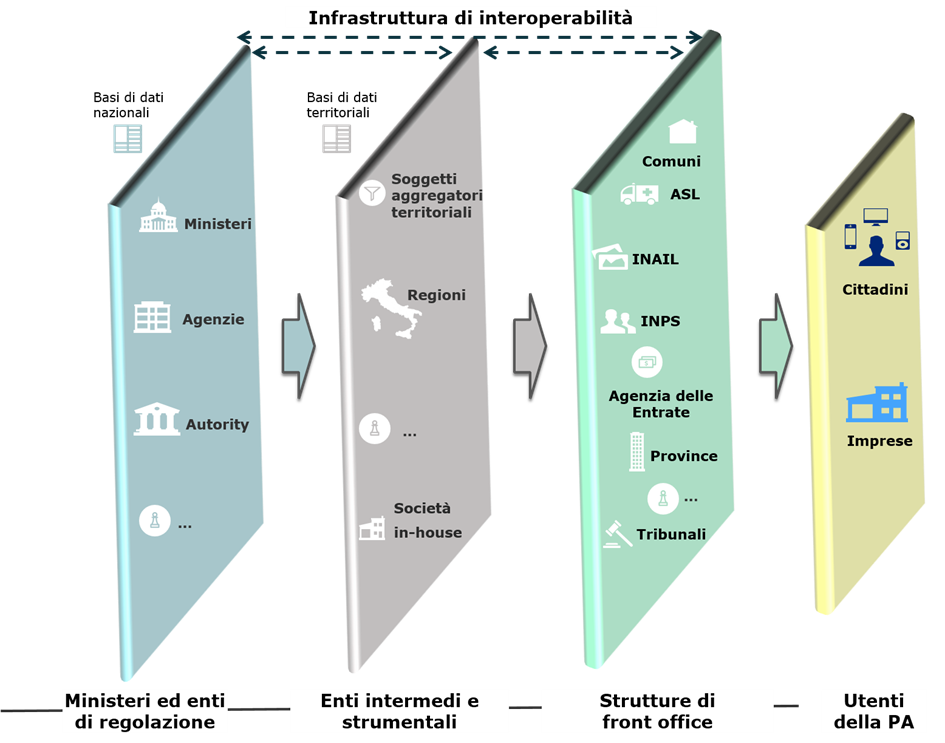 Infrastruttura di interoperabilità
Basi di dati
nazionali
Ministeri
Agenzie
Autority
...
Basi di dati
territoriali
Soggetti
aggregatori
territoriali
Regioni
...
Società
in-house
Comuni
ASL
INAIL
INPS
Agenzia delle
Entrate
Province
...
Tribunali
Cittadini
Imprese
Ministeri ed enti
di regolazione
Enti intermedi e
strumentali
Strutture di
front office
Utenti
della PA